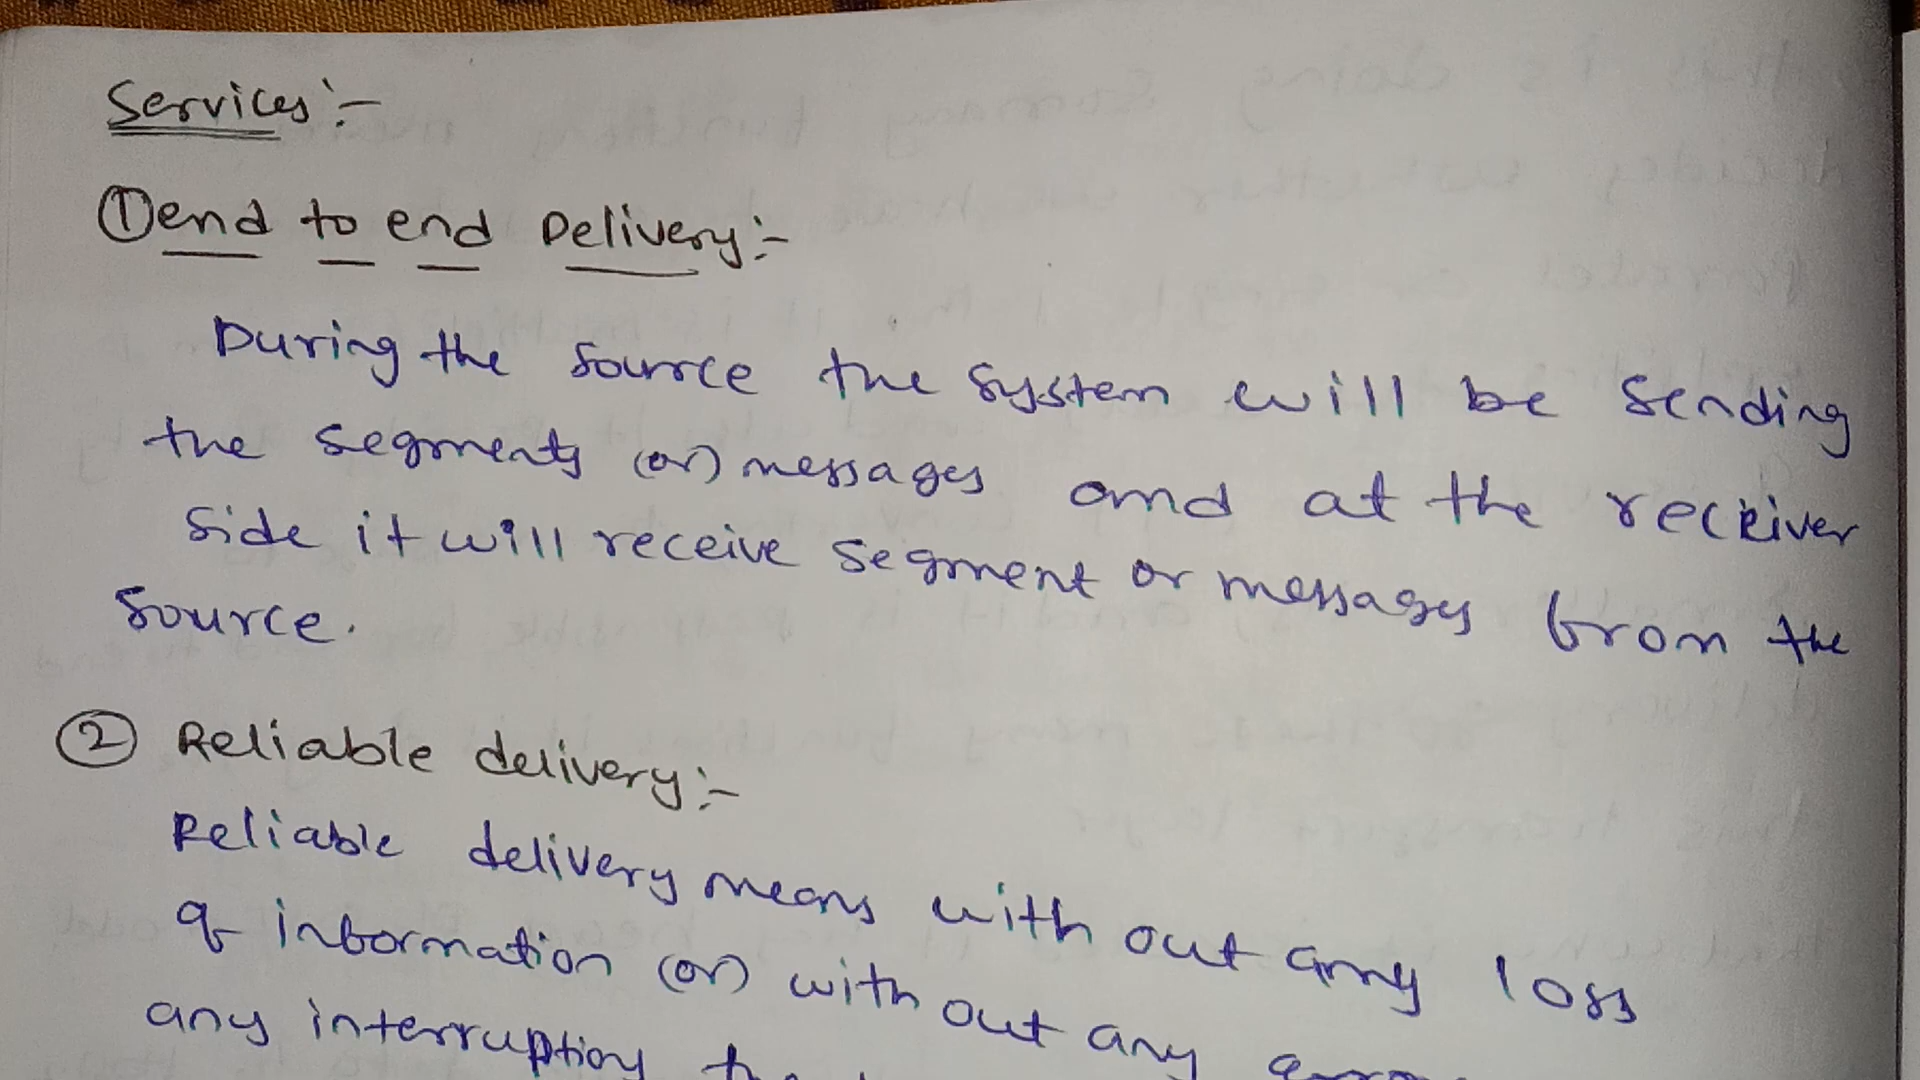 Services:-
① end to end Delivery:-
During the source the system will be sending
the segments (or) messages and at the receiver
side it will receive segment or messages from the
source.
② Reliable delivery:-
Reliable delivery means with out any loss
of information (or) with out any
any interruption